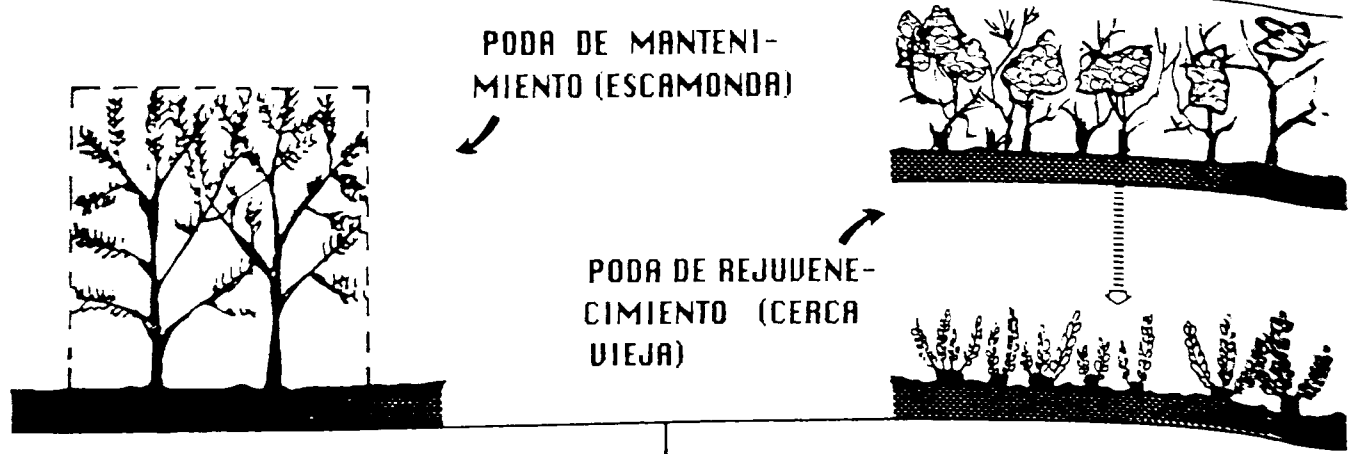 PODA DE MANTENI-
MIENTO (ESCAMONDA)
PODA DE REJUVENE-
CIMIENTO (CERCA
VIEJA)